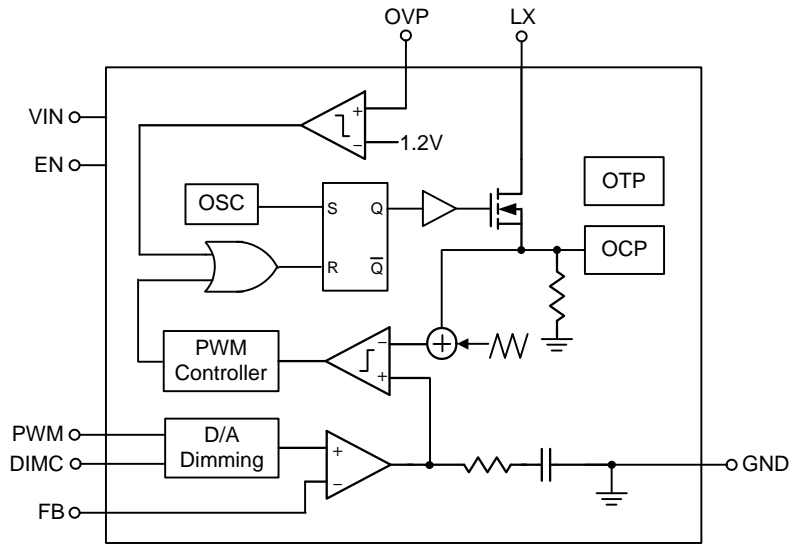 OVP
LX
VIN
EN
+
−
1.2V
OTP
OSC
S
Q
R
Q̅
OCP
PWM
Controller
−
+
+
PWM
DIMC
D/A
Dimming
+
−
GND
FB